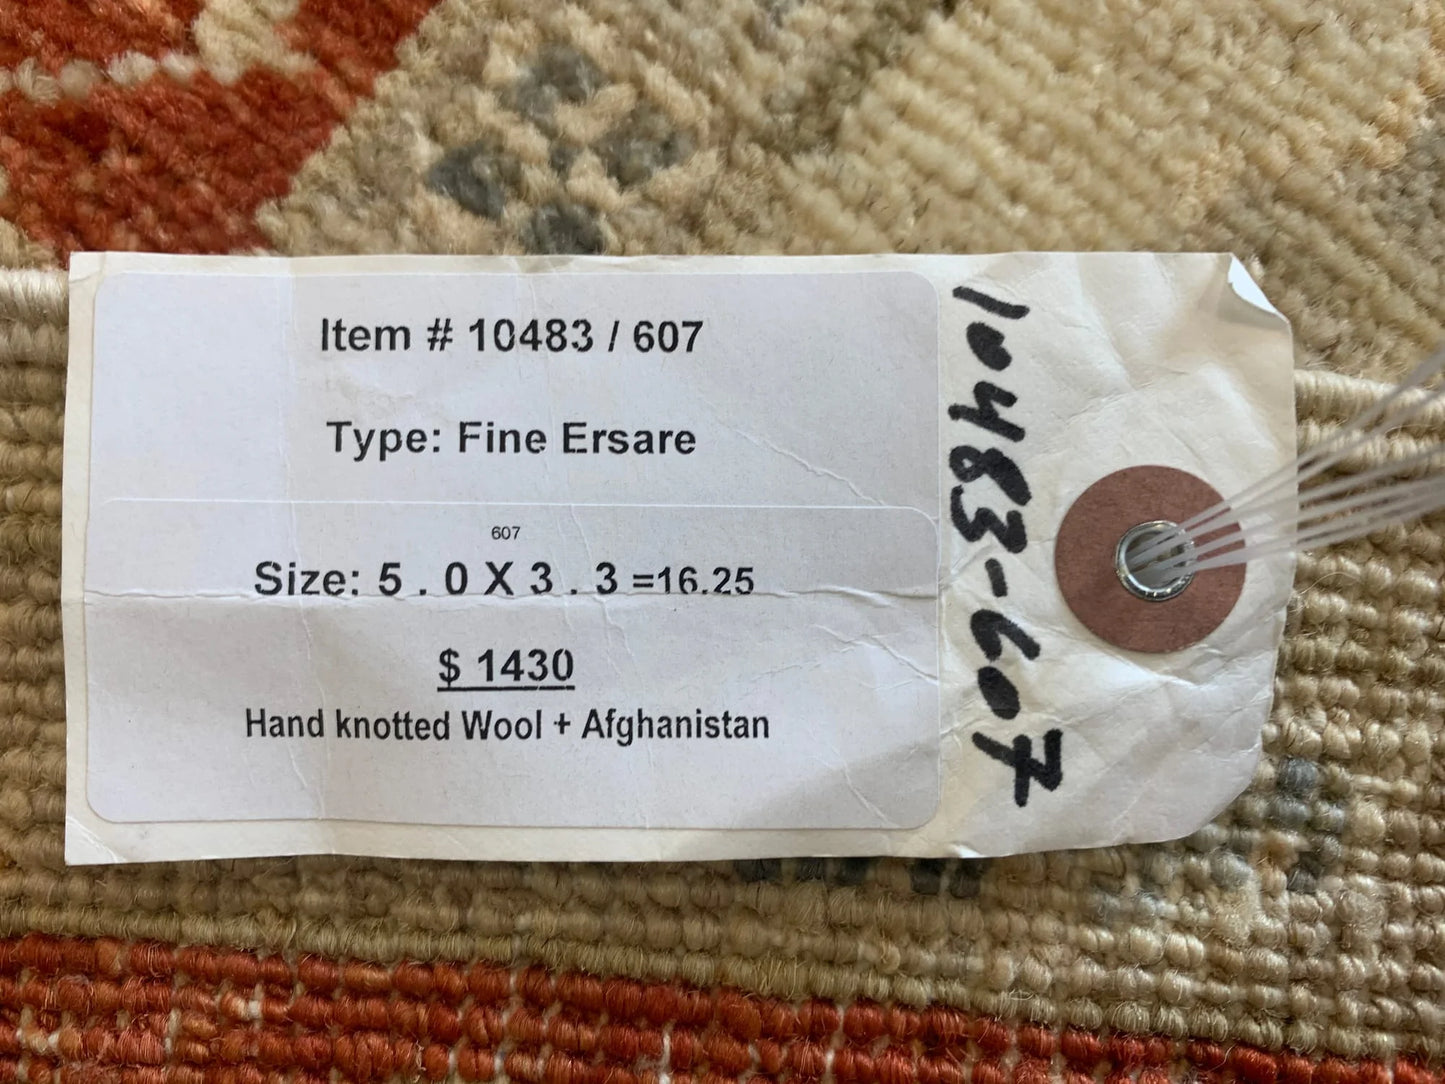 Item # 10483 / 607
Type: Fine Ersare
607
Size: 5 . 0 X 3 . 3 =16.25
$ 1430
Hand knotted Wool + Afghanistan
10483-607